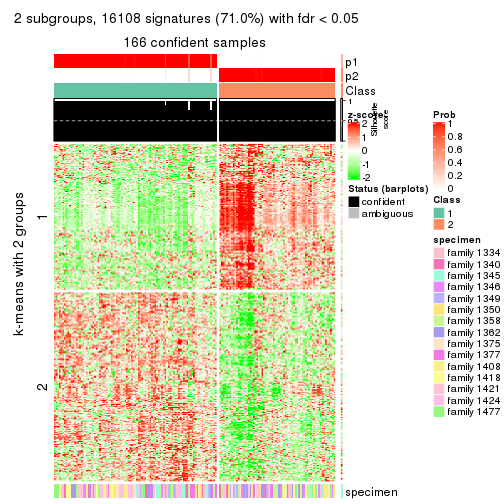 2 subgroups, 16108 signatures (71.0%) with fdr < 0.05
166 confident samples
p1
p2
Class
1
Silhouette
score
z-score
2
1
0
-1
-2
Status (barplots)
confident
ambiguous
Prob
1
0.8
0.6
0.4
0.2
0
Class
1
2
specimen
family 1334
family 1340
family 1345
family 1346
family 1349
family 1350
family 1358
family 1362
family 1375
family 1377
family 1408
family 1418
family 1421
family 1424
family 1477
k-means with 2 groups
1
2
specimen